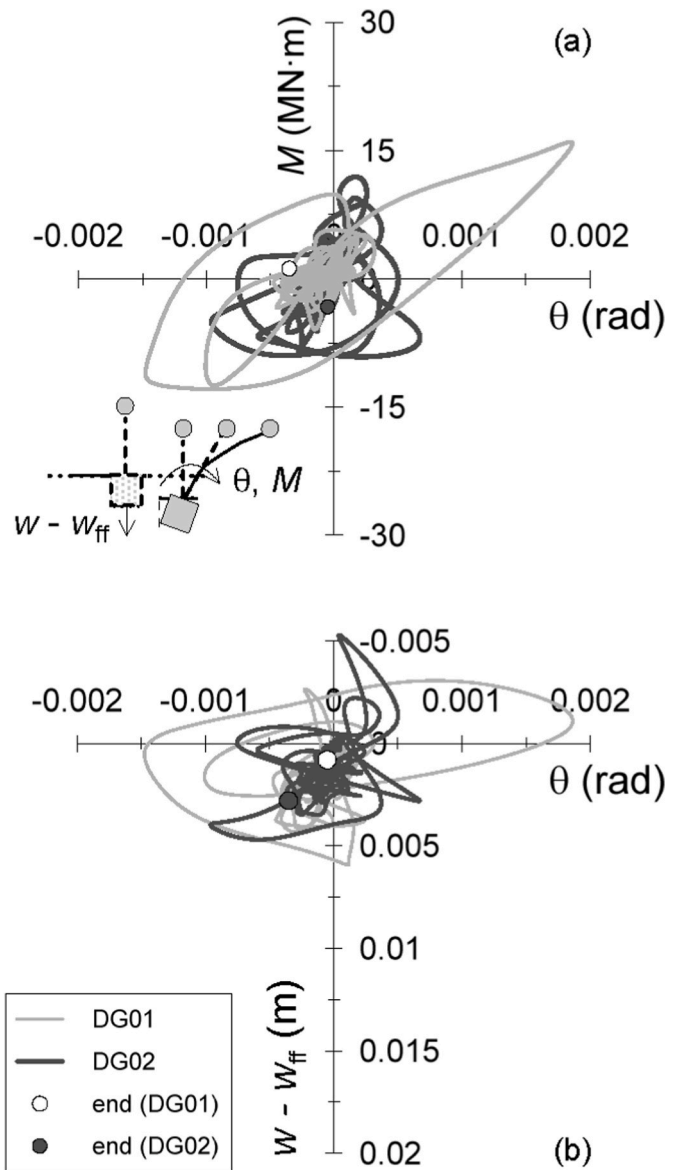 30
(a)
M (MN·m)
15
-0.002 -0.001 0.001 0.002
θ (rad)
-15
θ, M
w - wff
-30
-0.005
-0.002 -0.001 0 0.001 0.002
0
θ (rad)
0.005
0.01
w - wff (m)
0.015
0.02
(b)
DG01
DG02
end (DG01)
end (DG02)